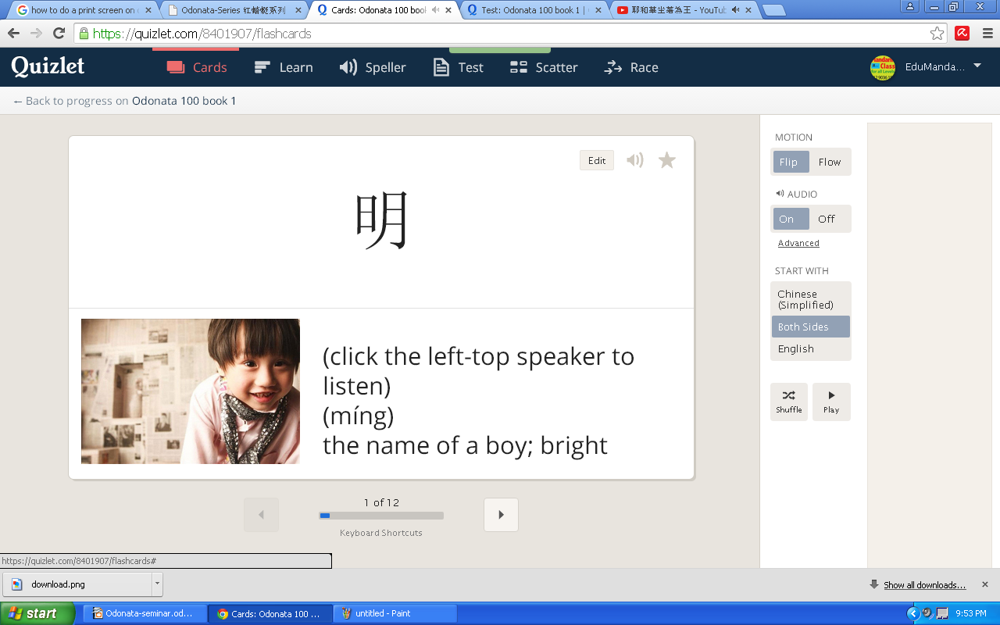 how to do a print screen on
Odonata-Series 红蜻蜓系列
Cards: Odonata 100 book
Test: Odonata 100 book 1 |
耶和華坐著為王 - YouTub
https://quizlet.com/8401907/flashcards
Quizlet
Cards
Learn
Speller
Test
Scatter
Race
EduManda...
← Back to progress on Odonata 100 book 1
Edit
明
(click the left-top speaker to
listen)
(míng)
the name of a boy; bright
1 of 12
Keyboard Shortcuts
MOTION
Flip Flow
AUDIO
On Off
Advanced
START WITH
Chinese
(Simplified)
Both Sides
English
Shuffle
Play
https://quizlet.com/8401907/flashcards#
download.png
Show all downloads...
start
Odonata-seminar.od...
Cards: Odonata 100 ...
untitled - Paint
9:53 PM